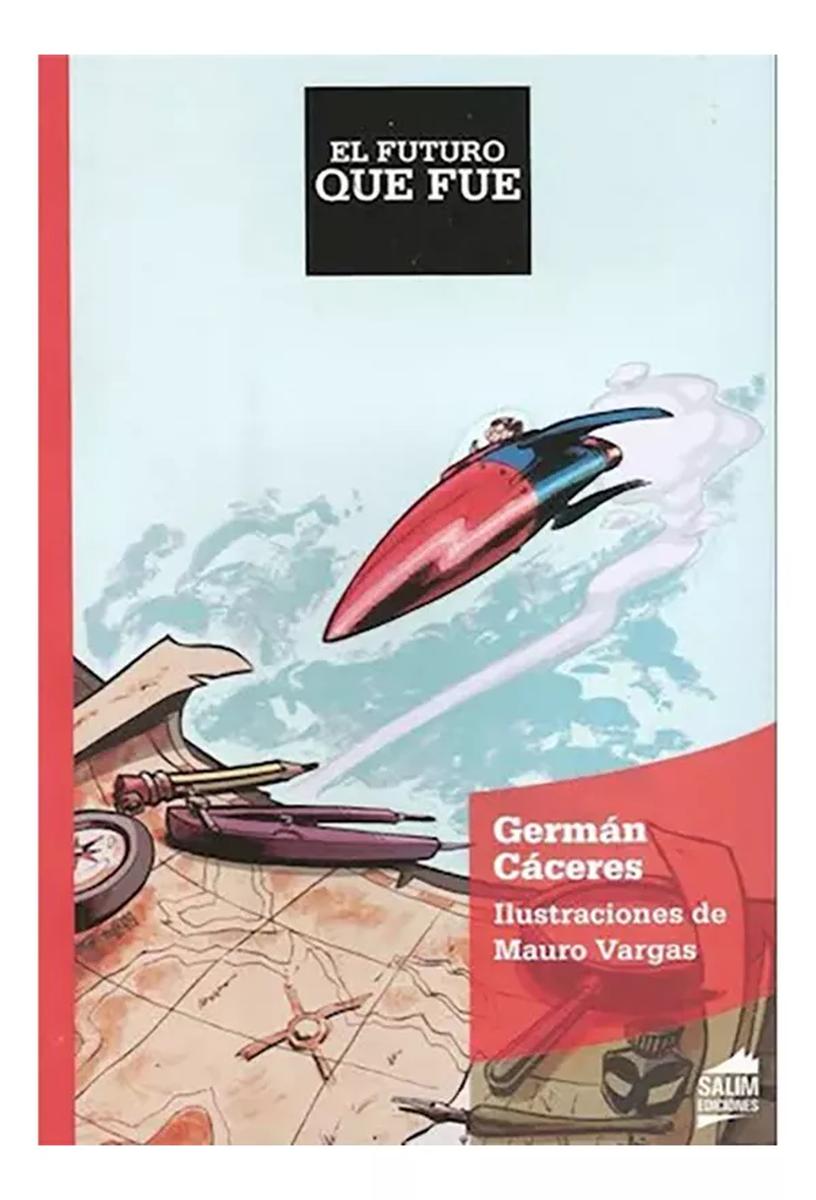 EL FUTURO
QUE FUE
Germán
Cáceres
Ilustraciones de
Mauro Vargas
SALIM
EDICIONES